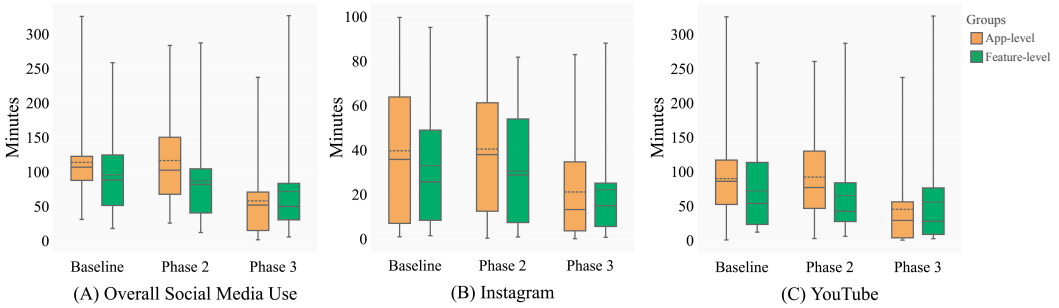 Minutes
300
250
200
150
100
50
0
Baseline Phase 2 Phase 3
(A) Overall Social Media Use
Minutes
100
80
60
40
20
0
Baseline Phase 2 Phase 3
(B) Instagram
Minutes
300
250
200
150
100
50
0
Baseline Phase 2 Phase 3
(C) YouTube
Groups
App-level
Feature-level